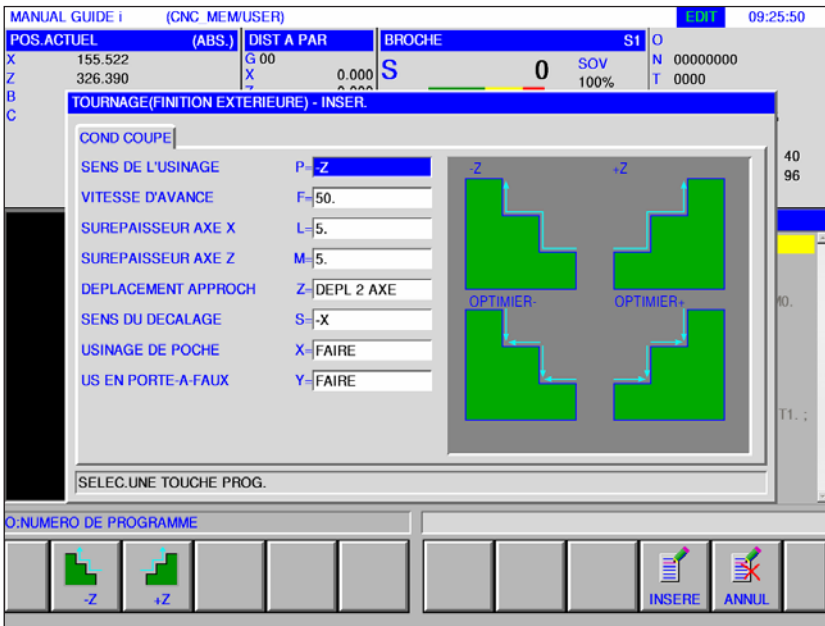 MANUAL GUIDE i (CNC_MEM/USER) EDIT 09:25:50
POS.ACTUEL (ABS.) DIST A PAR BROCHE S1 O
X 155.522 G 00 S 0 SOV N 00000000
Z 326.390 X 0.000 100% T 0000
B
C
TOURNAGE(FINITION EXTERIEURE) - INSER.
COND COUPE
SENS DE L'USINAGE P= -Z
VITESSE D'AVANCE F= 50.
SUREPAISSEUR AXE X L= 5.
SUREPAISSEUR AXE Z M= 5.
DEPLACEMENT APPROCH Z= DEPL 2 AXE
SENS DU DECALAGE S= -X
USINAGE DE POCHE X= FAIRE
US EN PORTE-A-FAUX Y= FAIRE
-Z +Z
OPTIMIER- OPTIMIER+
40
96
M0.
T1. ;
SELEC.UNE TOUCHE PROG.
O:NUMERO DE PROGRAMME
-Z +Z INSERE ANNUL